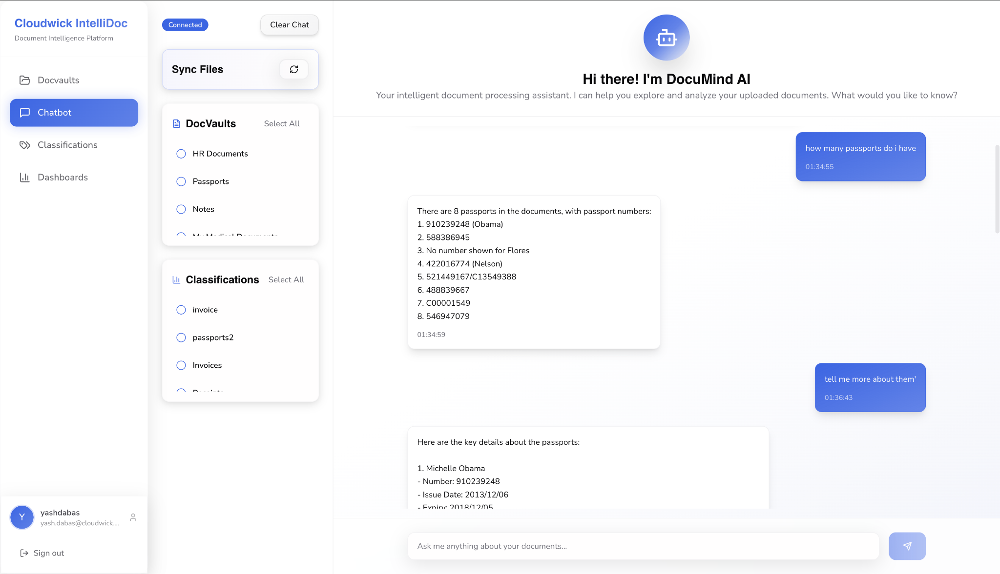 Cloudwick IntelliDoc
Document Intelligence Platform
Docvaults
Chatbot
Classifications
Dashboards
Y
yashdabas
yash.dabas@cloudwick....
Sign out
Connected
Clear Chat
Sync Files
DocVaults
Select All
HR Documents
Passports
Notes
My Medical Documents
Classifications
Select All
invoice
passports2
Invoices
Hi there! I'm DocuMind AI
Your intelligent document processing assistant. I can help you explore and analyze your uploaded documents. What would you like to know?
how many passports do i have
01:34:55
There are 8 passports in the documents, with passport numbers:
1. 910239248 (Obama)
2. 588386945
3. No number shown for Flores
4. 422016774 (Nelson)
5. 521449167/C13549388
6. 488839667
7. C00001549
8. 546947079
01:34:59
tell me more about them'
01:36:43
Here are the key details about the passports:
1. Michelle Obama
- Number: 910239248
- Issue Date: 2013/12/06
- Expiry: 2018/12/05
Ask me anything about your documents...